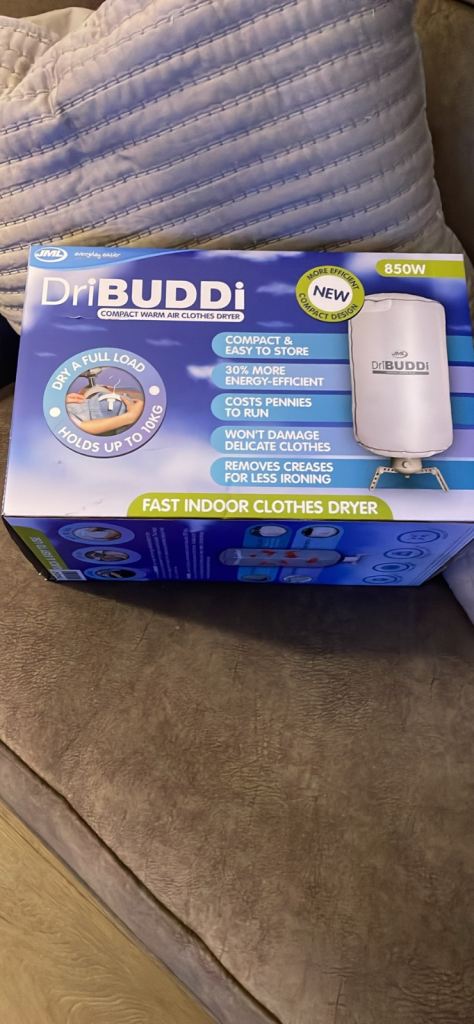 JML everyday easier
850W
MORE EFFICIENT
NEW
COMPACT DESIGN
DriBUDDi
COMPACT WARM AIR CLOTHES DRYER
COMPACT &
EASY TO STORE
30% MORE
ENERGY-EFFICIENT
COSTS PENNIES
TO RUN
WON'T DAMAGE
DELICATE CLOTHES
REMOVES CREASES
FOR LESS IRONING
DRY A FULL LOAD
HOLDS UP TO 10KG
JML
DriBUDDi
FAST INDOOR CLOTHES DRYER